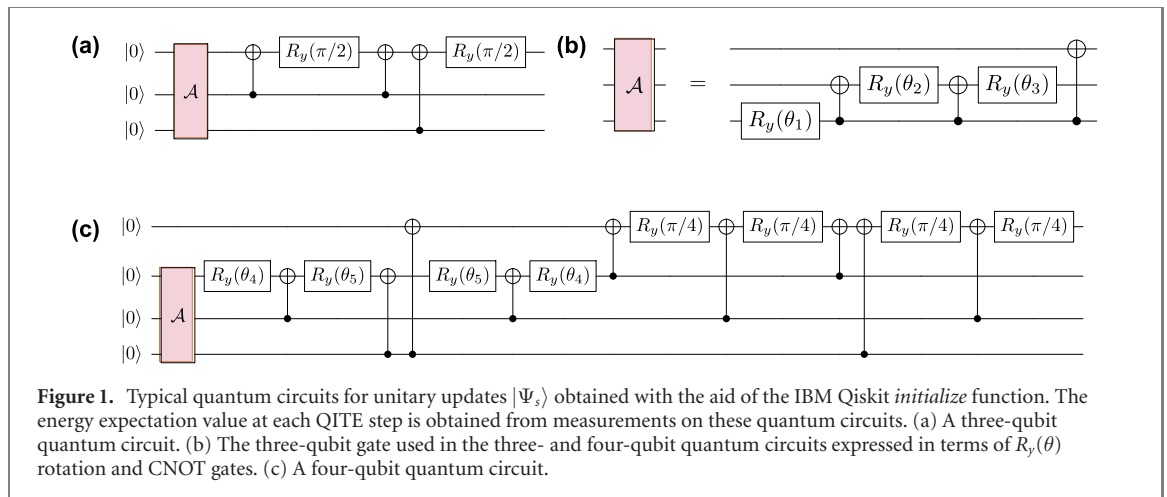 (a) |0⟩ R_y(π/2) R_y(π/2) (b)
|0⟩ 𝒜 𝒜 = R_y(θ_2) R_y(θ_3)
|0⟩ R_y(θ_1)
(c) |0⟩ R_y(π/4) R_y(π/4) R_y(π/4) R_y(π/4)
|0⟩ R_y(θ_4) R_y(θ_5) R_y(θ_5) R_y(θ_4)
|0⟩ 𝒜
|0⟩
Figure 1. Typical quantum circuits for unitary updates |Ψ_s⟩ obtained with the aid of the IBM Qiskit initialize function. The
energy expectation value at each QITE step is obtained from measurements on these quantum circuits. (a) A three-qubit
quantum circuit. (b) The three-qubit gate used in the three- and four-qubit quantum circuits expressed in terms of R_y(θ)
rotation and CNOT gates. (c) A four-qubit quantum circuit.